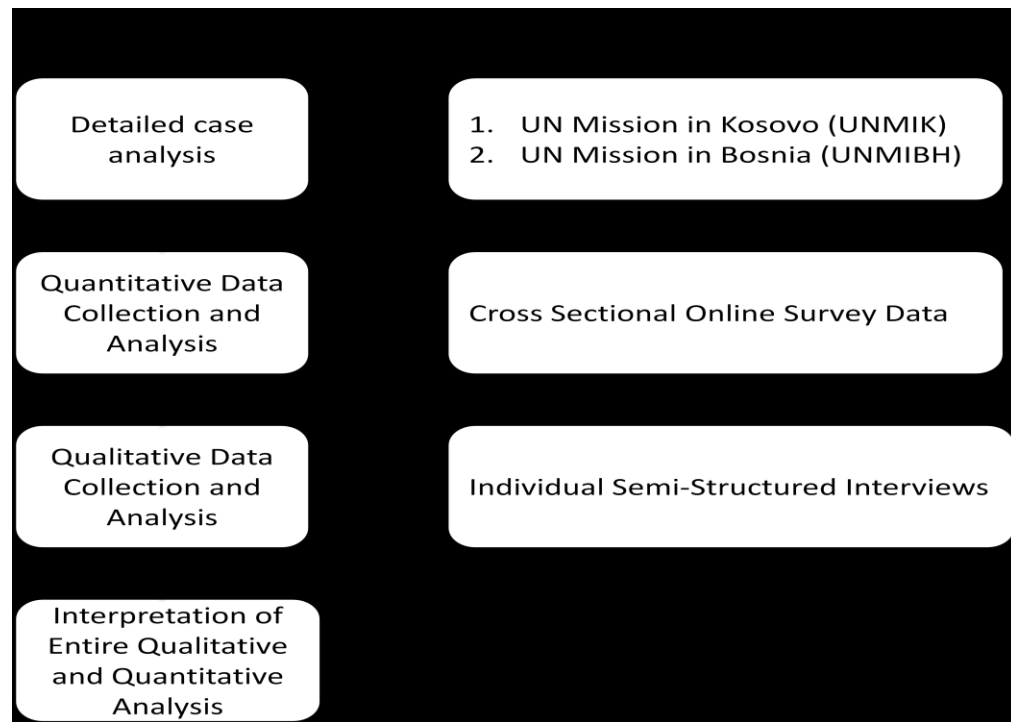 Detailed case
analysis
1. UN Mission in Kosovo (UNMIK)
2. UN Mission in Bosnia (UNMIBH)
Quantitative Data
Collection and
Analysis
Cross Sectional Online Survey Data
Qualitative Data
Collection and
Analysis
Individual Semi-Structured Interviews
Interpretation of
Entire Qualitative
and Quantitative
Analysis